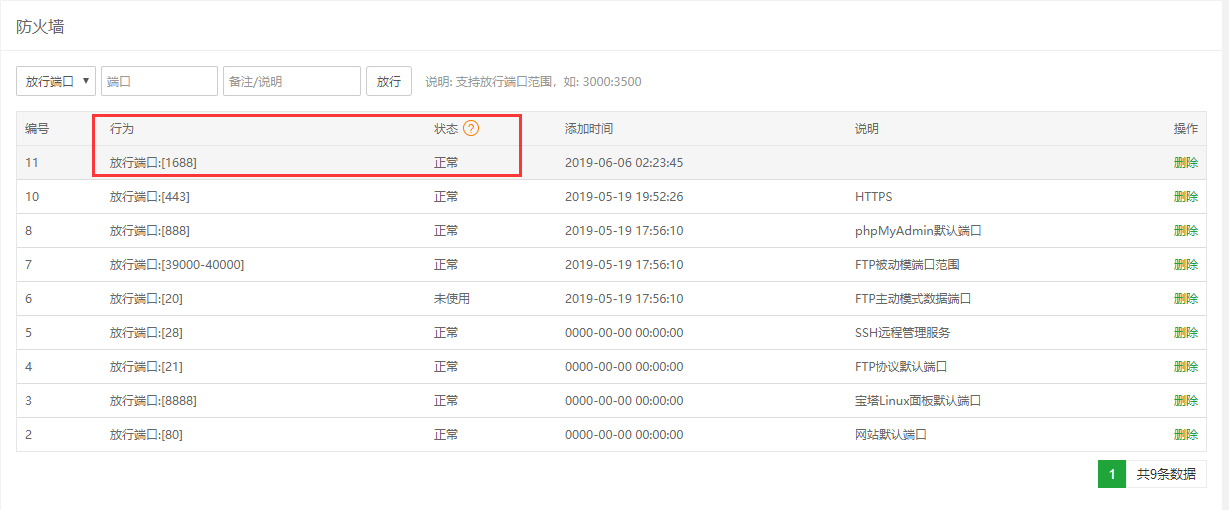 防火墙
放行端口 ▼ 端口 备注/说明 放行 说明: 支持放行端口范围，如: 3000:3500
编号 行为 状态 ? 添加时间 说明 操作
11 放行端口:[1688] 正常 2019-06-06 02:23:45 删除
10 放行端口:[443] 正常 2019-05-19 19:52:26 HTTPS 删除
8 放行端口:[888] 正常 2019-05-19 17:56:10 phpMyAdmin默认端口 删除
7 放行端口:[39000-40000] 正常 2019-05-19 17:56:10 FTP被动模端口范围 删除
6 放行端口:[20] 未使用 2019-05-19 17:56:10 FTP主动模式数据端口 删除
5 放行端口:[28] 正常 0000-00-00 00:00:00 SSH远程管理服务 删除
4 放行端口:[21] 正常 0000-00-00 00:00:00 FTP协议默认端口 删除
3 放行端口:[8888] 正常 0000-00-00 00:00:00 宝塔Linux面板默认端口 删除
2 放行端口:[80] 正常 0000-00-00 00:00:00 网站默认端口 删除
1 共9条数据